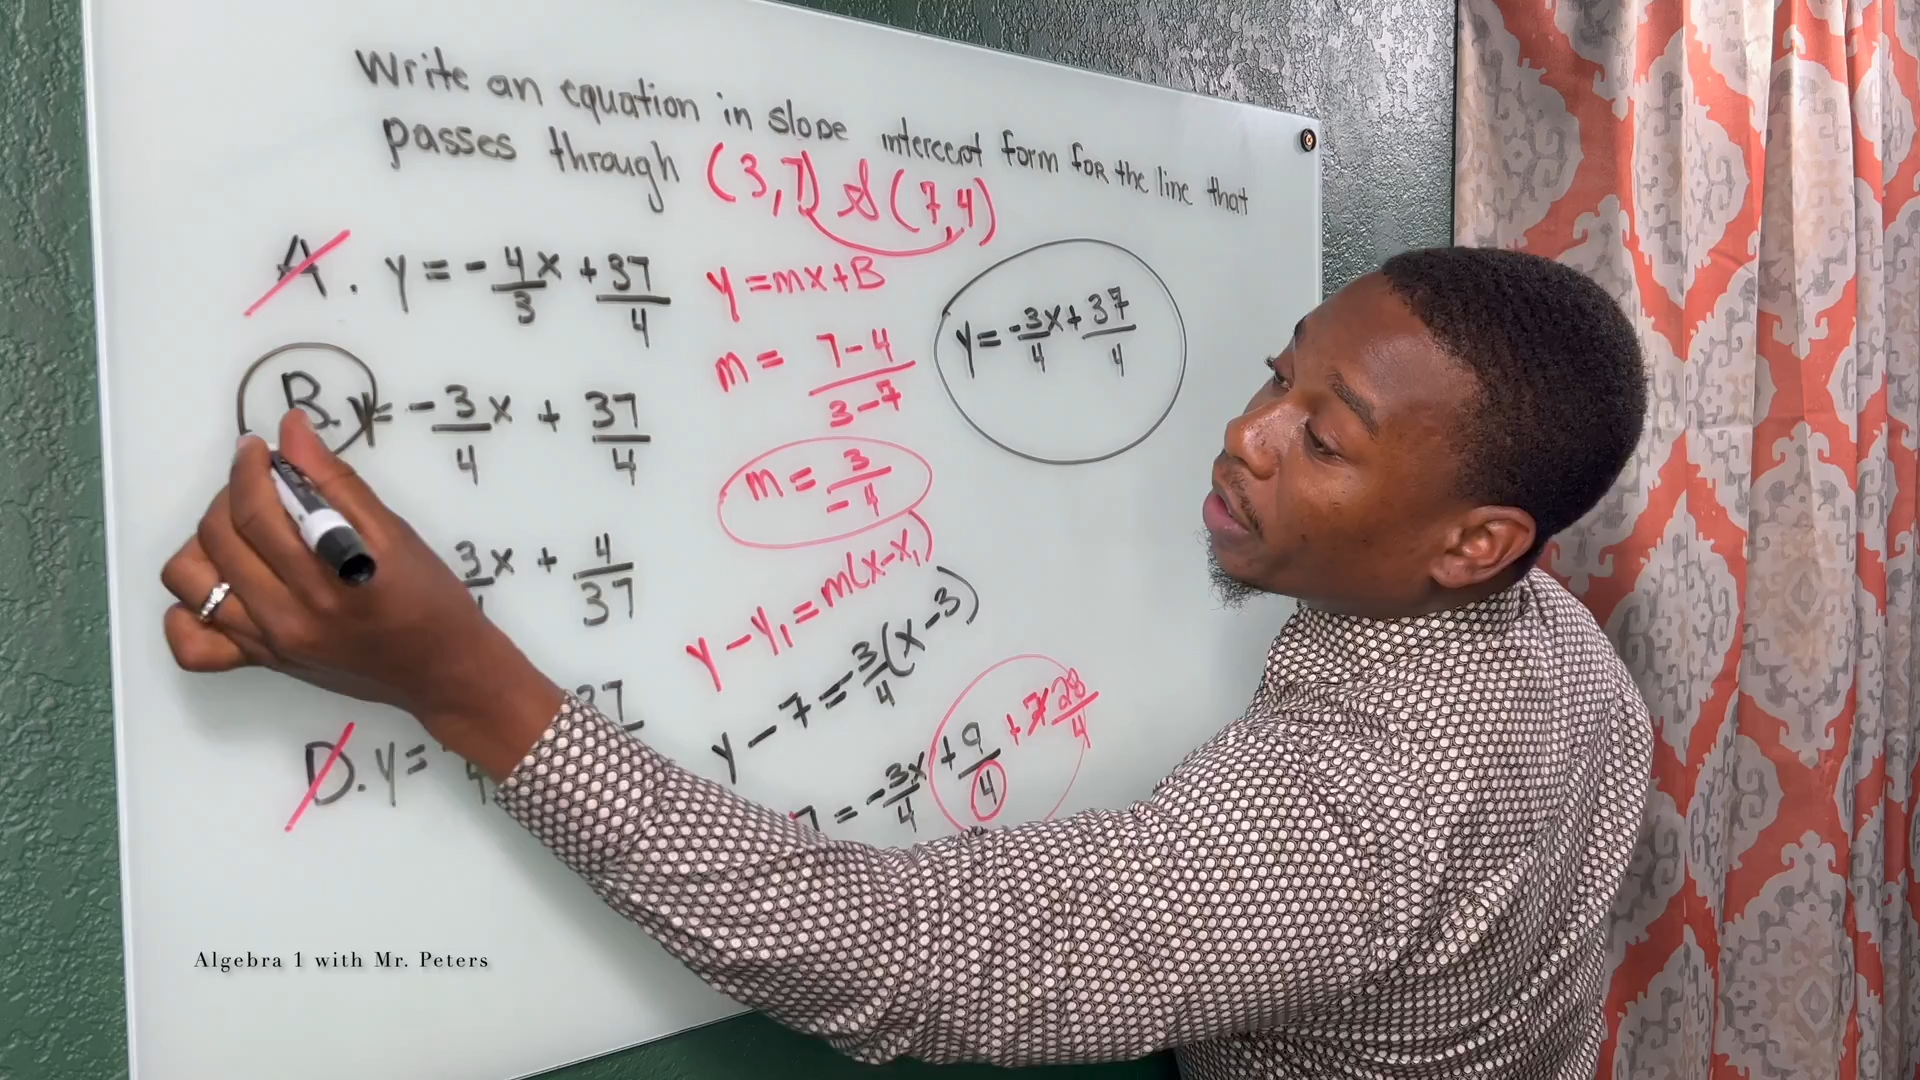 Write an equation in slope intercept form for the line that
passes through (3,7) & (7,4)
A. y = -4/3x + 37/4
B. y = -3/4x + 37/4
3x + 4/37
D. y =
y = mx + B
m = 7-4/3-7
m = 3/-4
y - y₁ = m(x - x₁)
y - 7 = -3/4(x - 3)
7 = -3x/4 + 9/4 + 7 28/4
y = -3/4x + 37/4
Algebra 1 with Mr. Peters